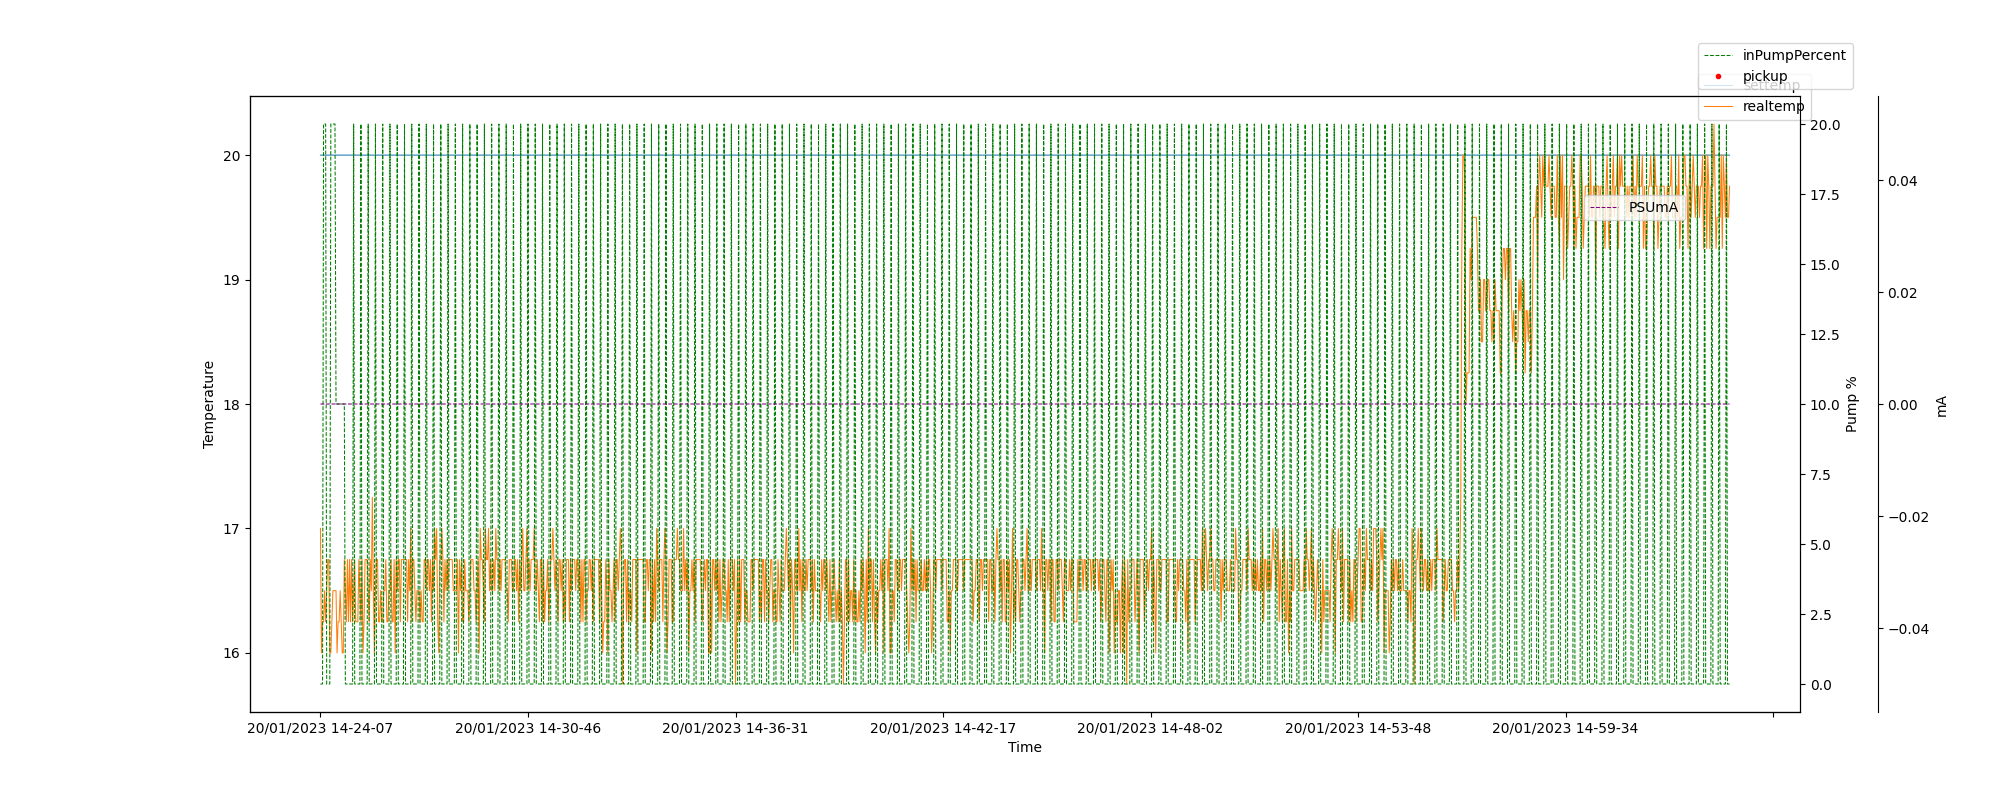 inPumpPercent
pickup
settemp
realtemp
PSUmA
20
19
18
17
16
Temperature
20.0
17.5
15.0
12.5
10.0
7.5
5.0
2.5
0.0
Pump %
0.04
0.02
0.00
−0.02
−0.04
mA
20/01/2023 14-24-07
20/01/2023 14-30-46
20/01/2023 14-36-31
20/01/2023 14-42-17
20/01/2023 14-48-02
20/01/2023 14-53-48
20/01/2023 14-59-34
Time